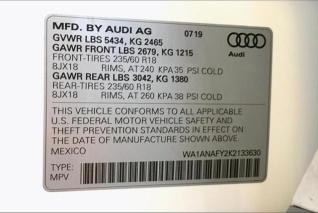 MFD. BY AUDI AG
07/19
GVWR LBS 5434, KG 2465
GAWR FRONT LBS 2679, KG 1215
FRONT-TIRES 235/60 R18
8JX18 RIMS, AT 240 KPA 35 PSI COLD
GAWR REAR LBS 3042, KG 1380
REAR-TIRES 235/60 R18
8JX18 RIMS, AT 260 KPA 38 PSI COLD
Audi
THIS VEHICLE CONFORMS TO ALL APPLICABLE
U.S. FEDERAL MOTOR VEHICLE SAFETY AND
THEFT PREVENTION STANDARDS IN EFFECT ON
THE DATE OF MANUFACTURE SHOWN ABOVE.
MEXICO WA1ANAFY2K2133630
TYPE:
MPV